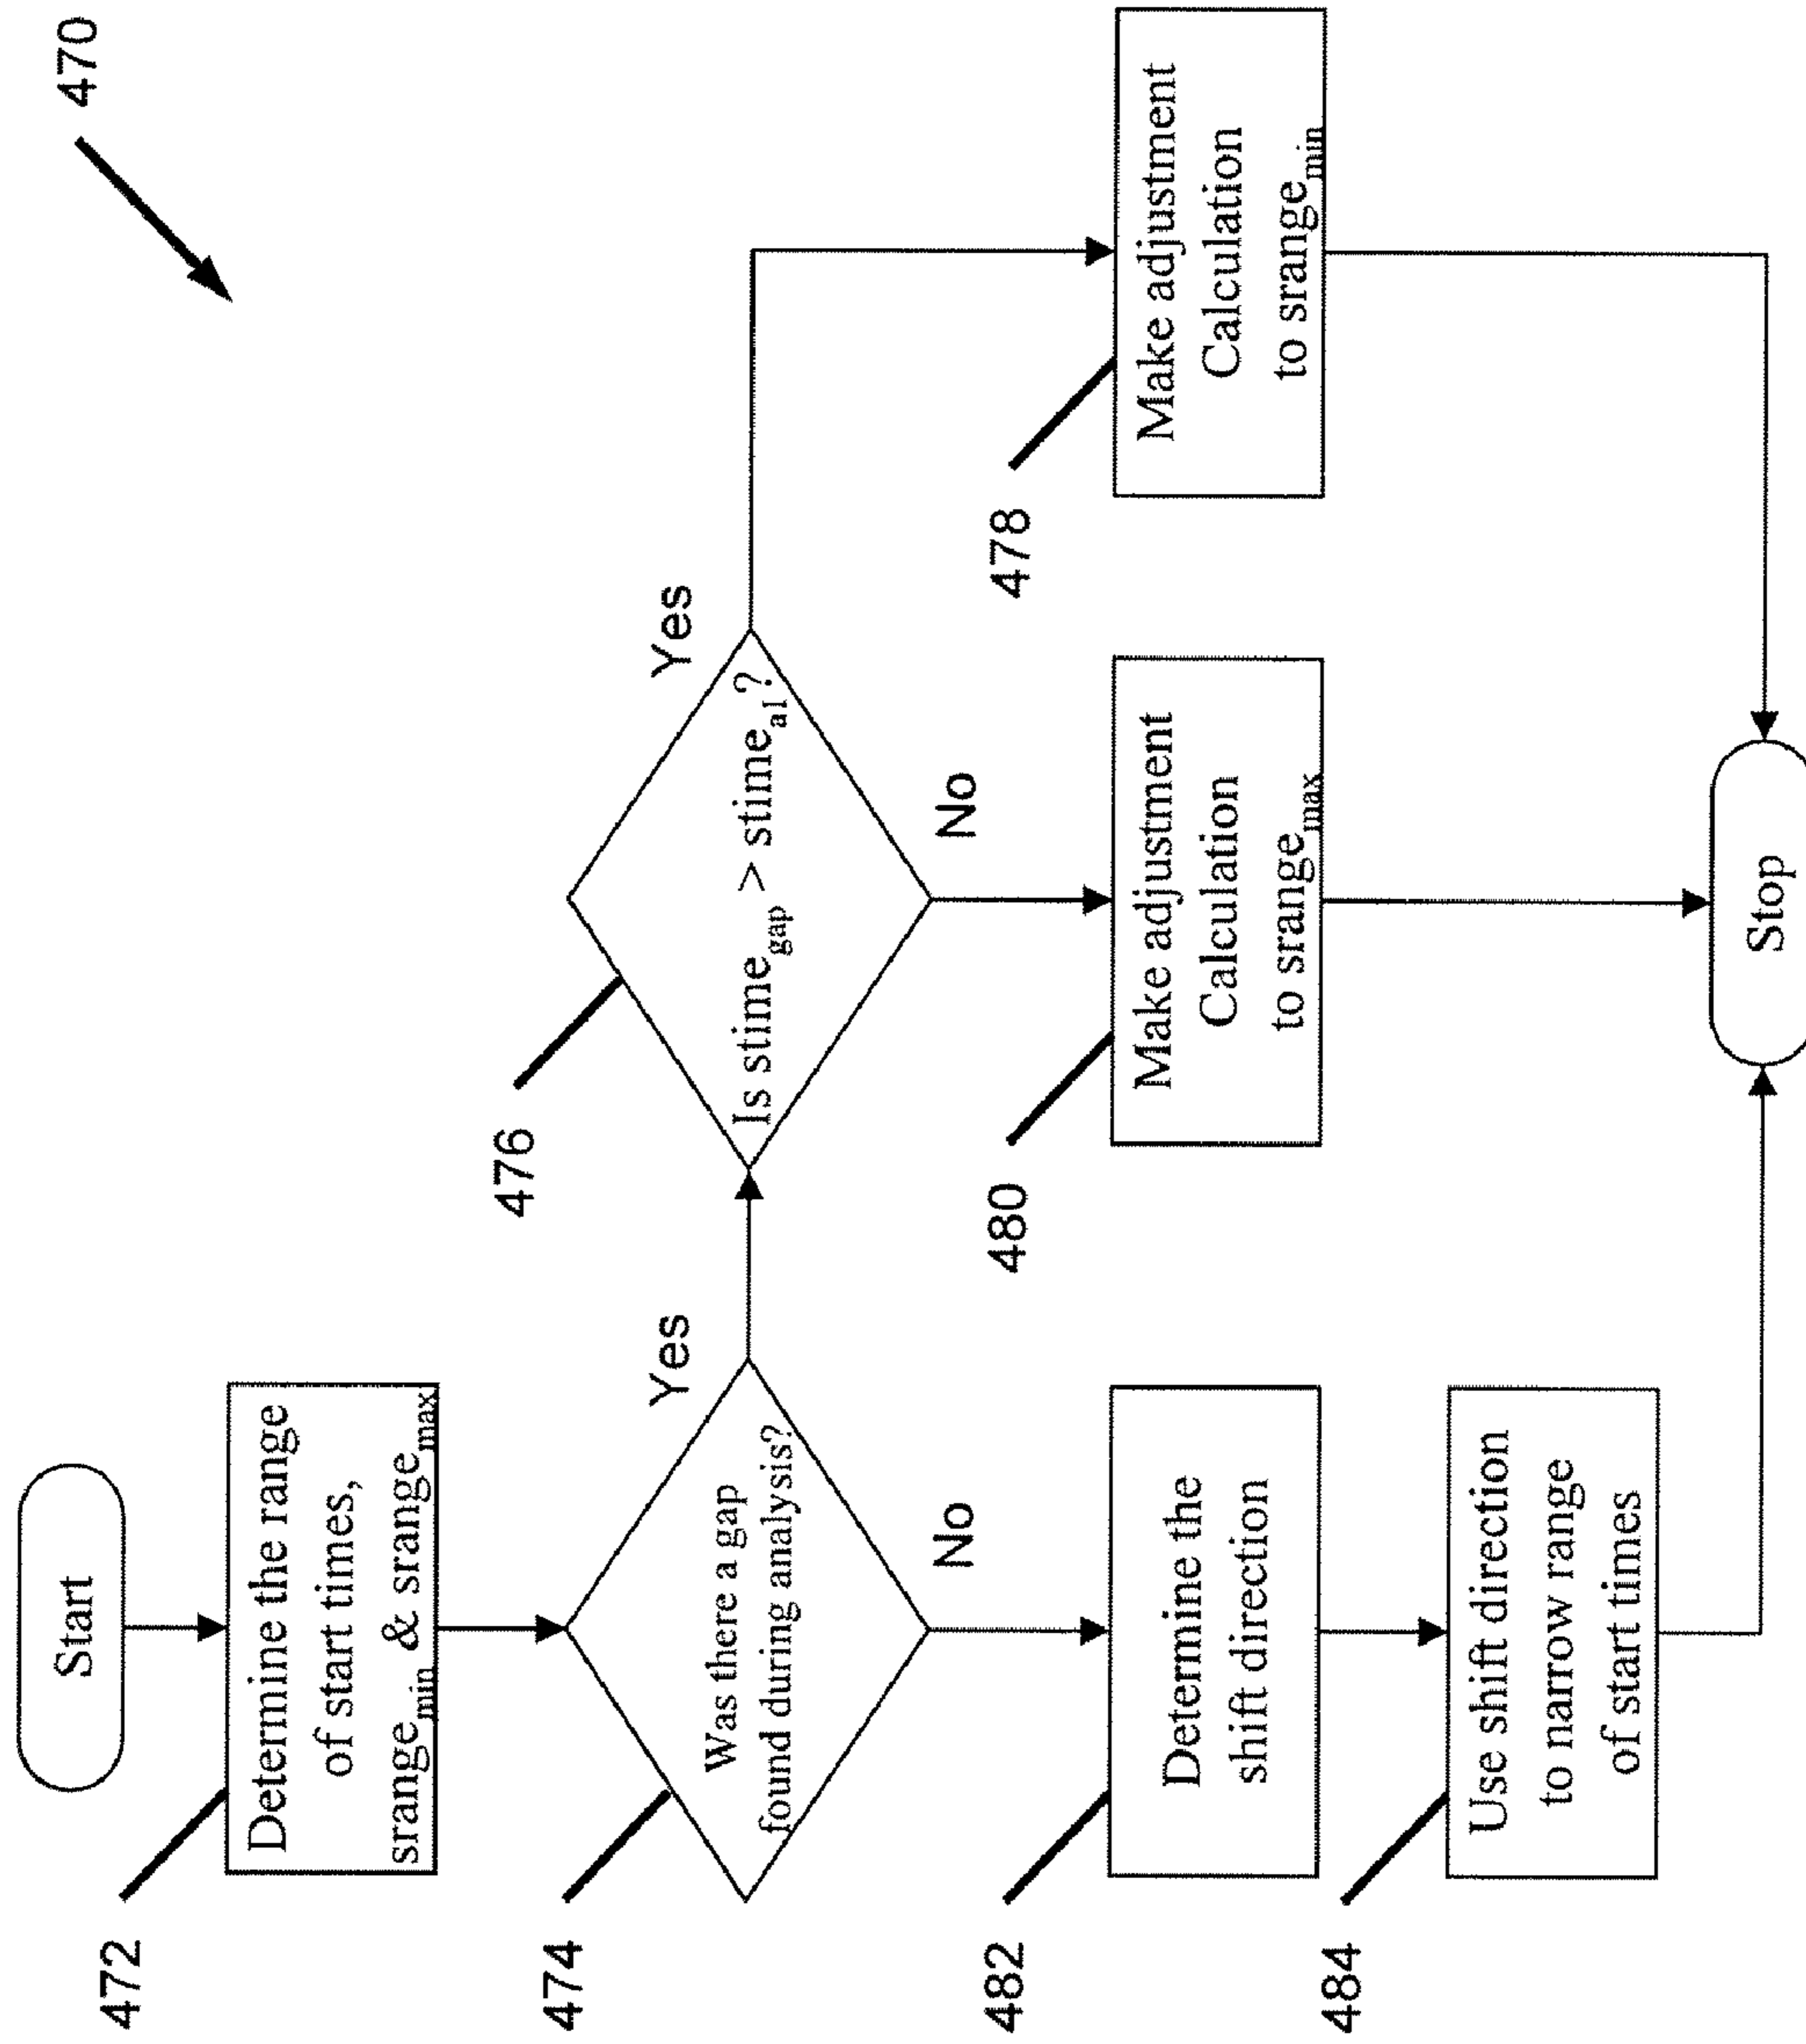 470
Start
472
Determine the range
of start times,
srange_min & srange_max
474
Was there a gap
found during analysis?
Yes
No
476
Is stime_gap > stime_al?
Yes
No
478
Make adjustment
Calculation
to srange_min
480
Make adjustment
Calculation
to srange_max
482
Determine the
shift direction
484
Use shift direction
to narrow range
of start times
Stop